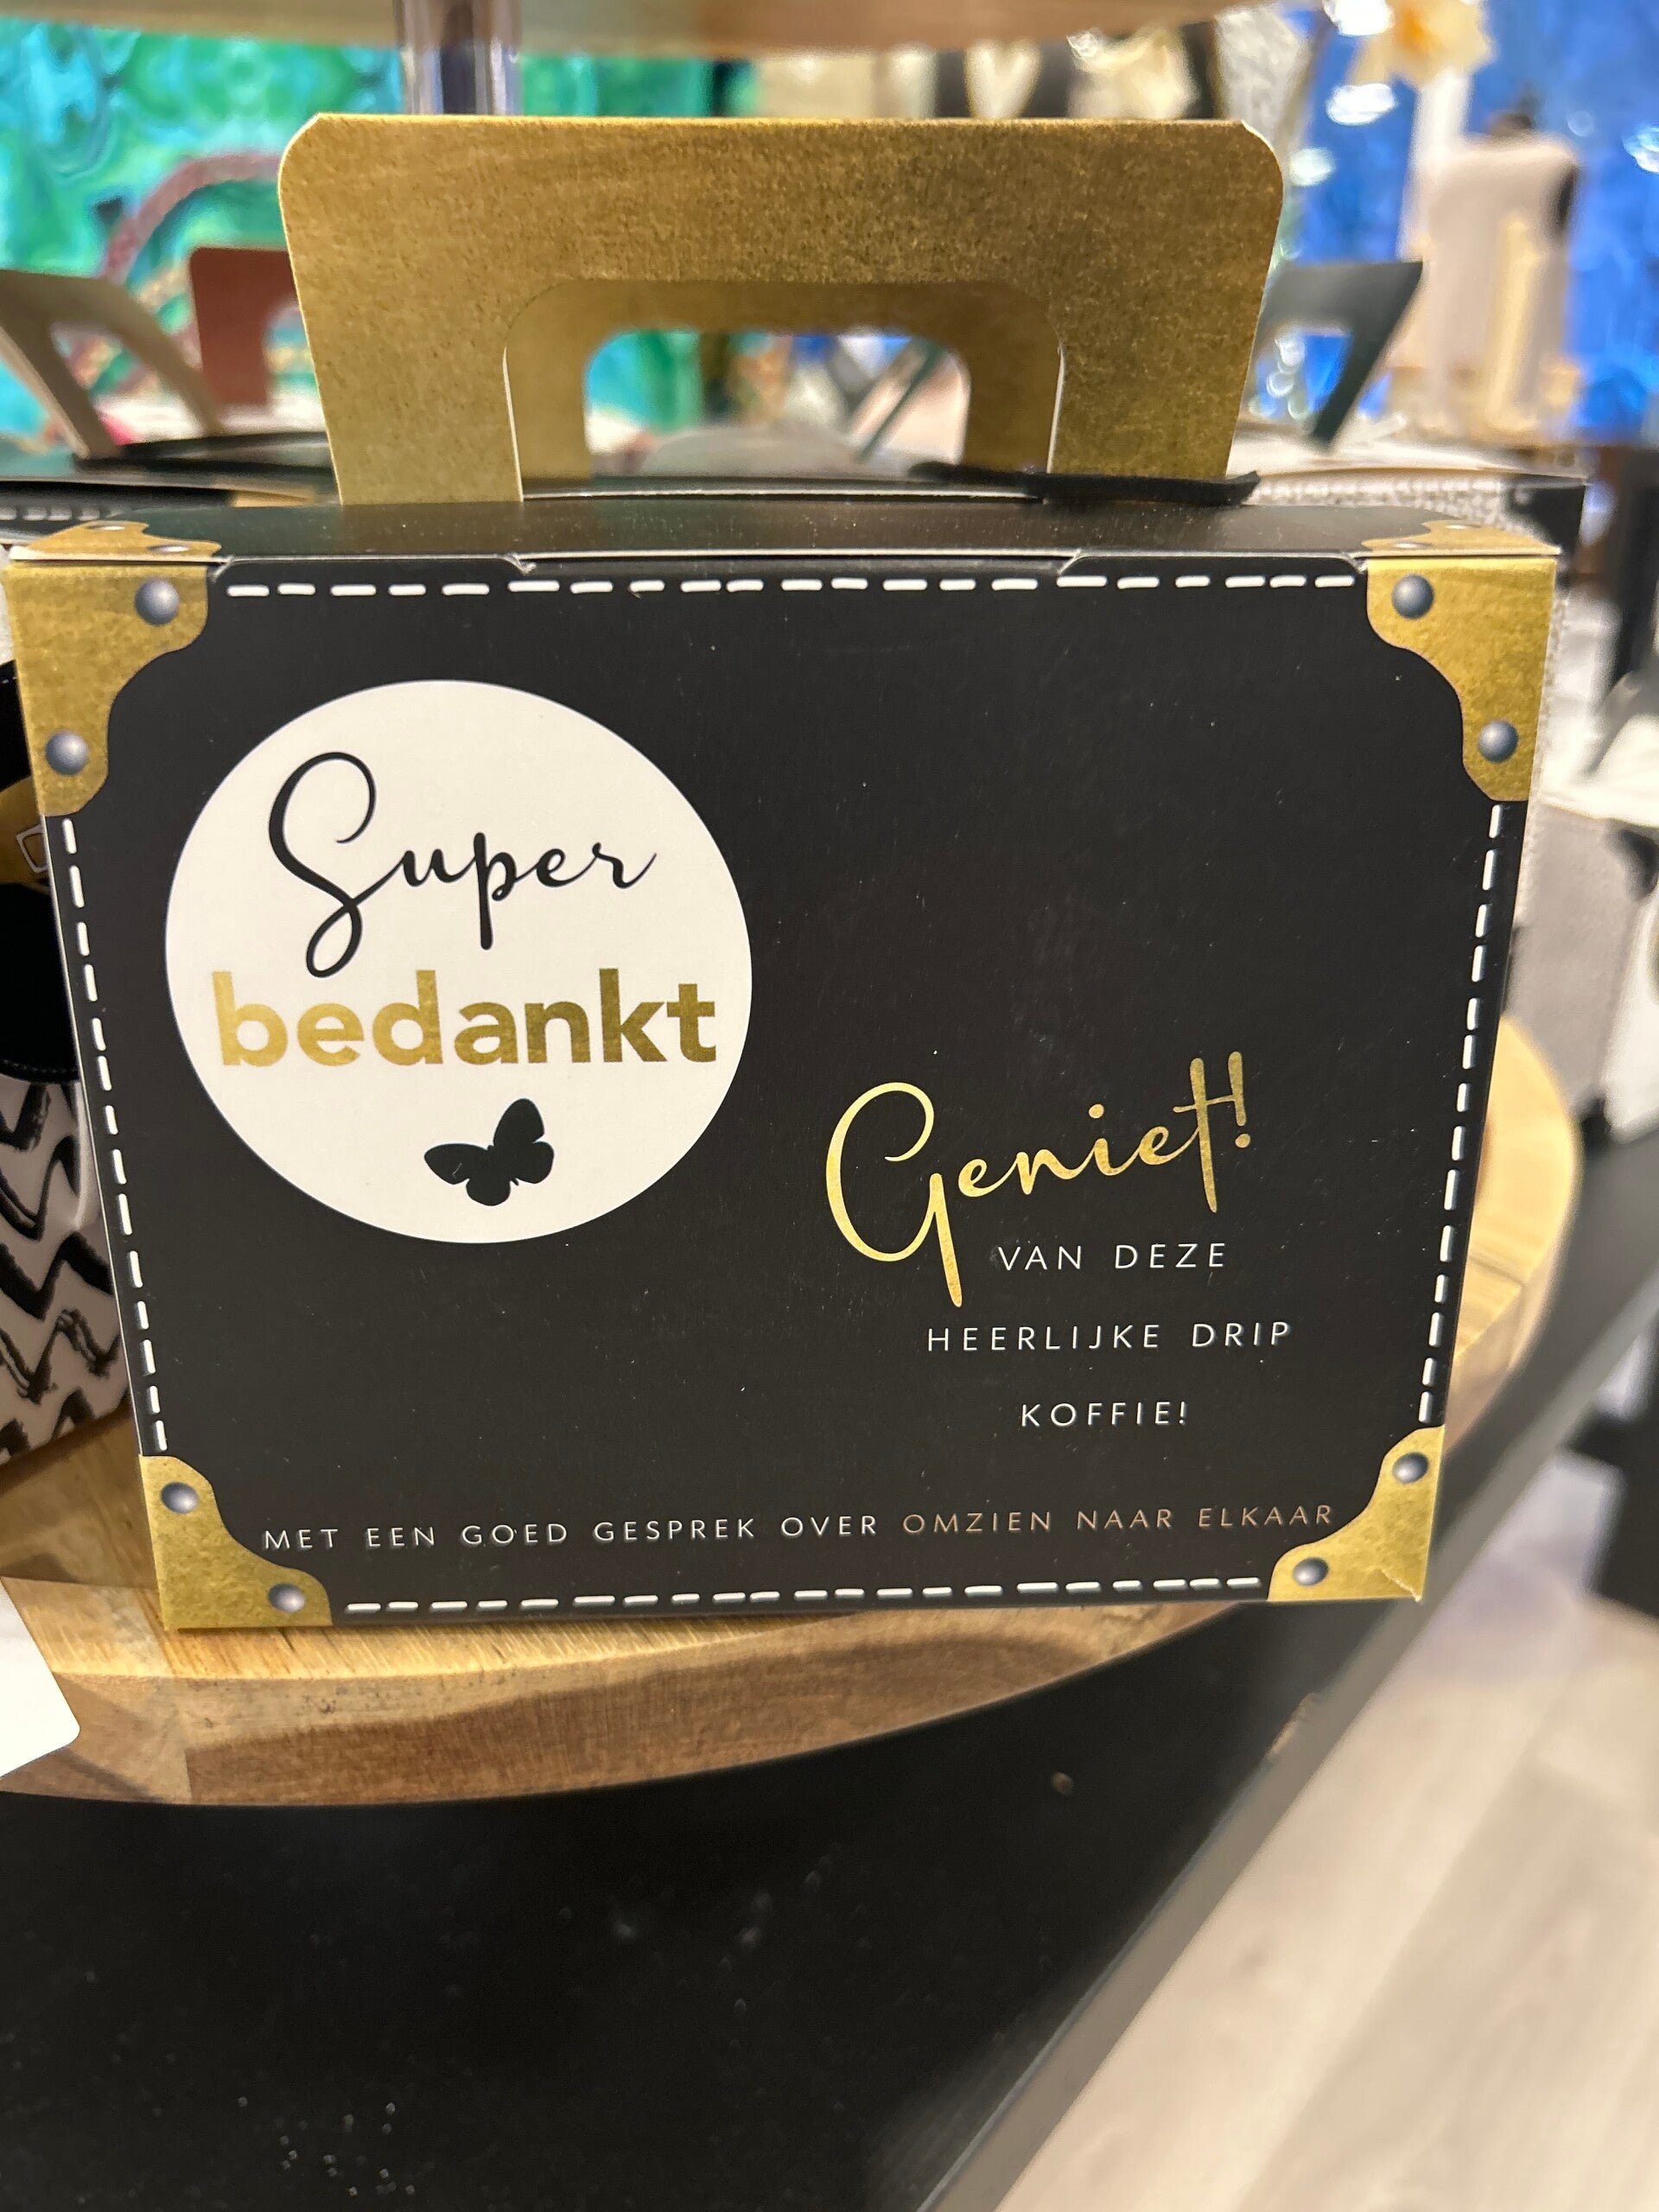 Super
bedankt
Geniet!
VAN DEZE
HEERLIJKE DRIP
KOFFIE!
MET EEN GOED GESPREK OVER OMZIEN NAAR ELKAAR